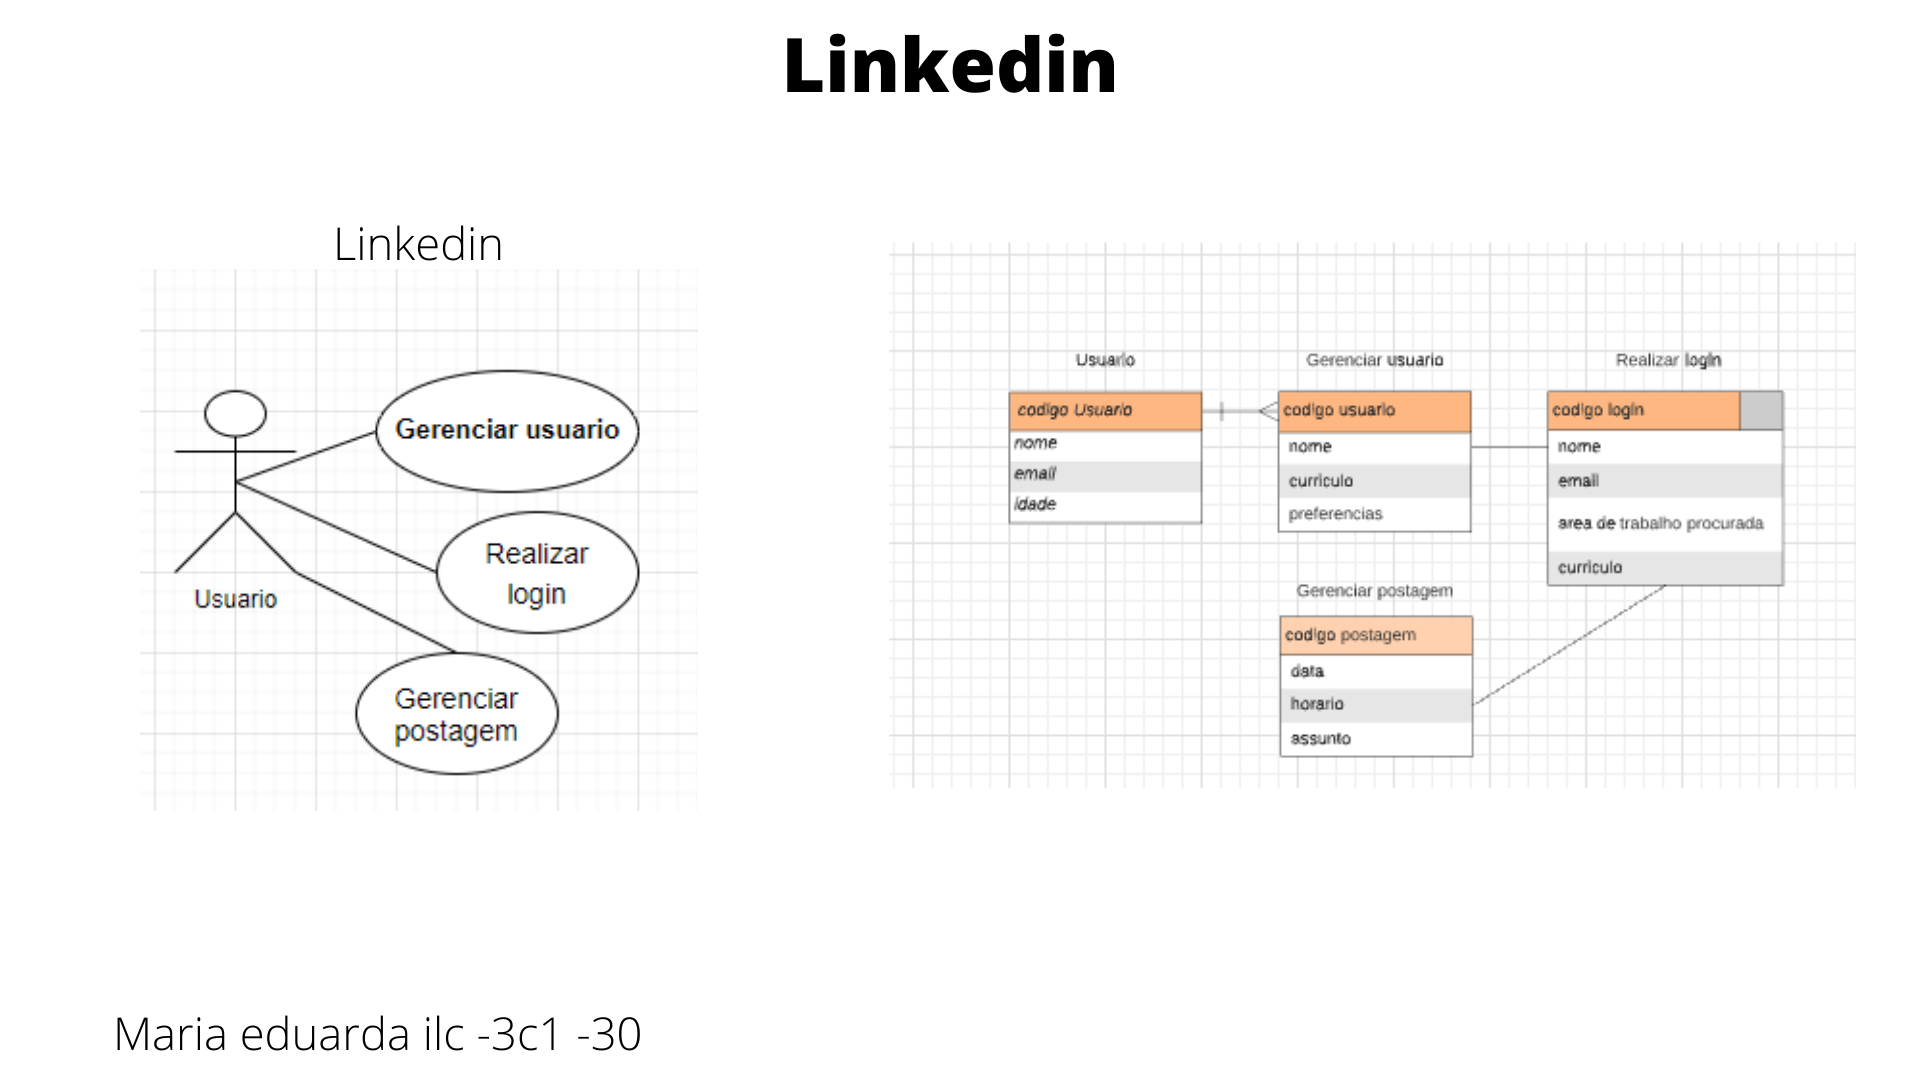 Linkedin
Linkedin
Gerenciar usuario
Realizar
login
Usuario
Gerenciar
postagem
Usuario
codigo Usuario
nome
email
idade
Gerenciar usuario
codigo usuario
nome
curriculo
preferencias
Realizar login
codigo login
nome
email
area de trabalho procurada
curriculo
Gerenciar postagem
codigo postagem
data
horario
assunto
Maria eduarda ilc -3c1 -30